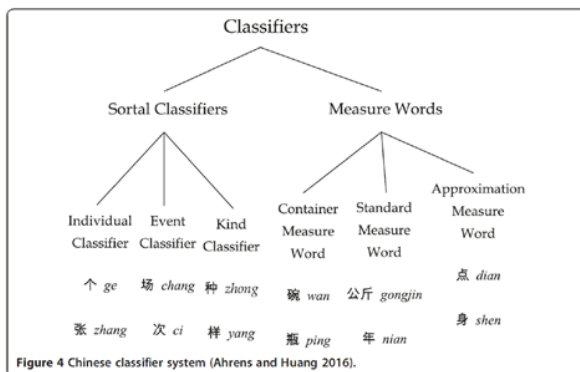 Classifiers
Sortal Classifiers Measure Words
Individual Classifier
Event Classifier
Kind Classifier
Container Measure Word
Standard Measure Word
Approximation Measure Word
个 ge 场 chang 种 zhong 碗 wan 公斤 gongjin 点 dian
张 zhang 次 ci 样 yang 瓶 ping 年 nian 身 shen
Figure 4 Chinese classifier system (Ahrens and Huang 2016).